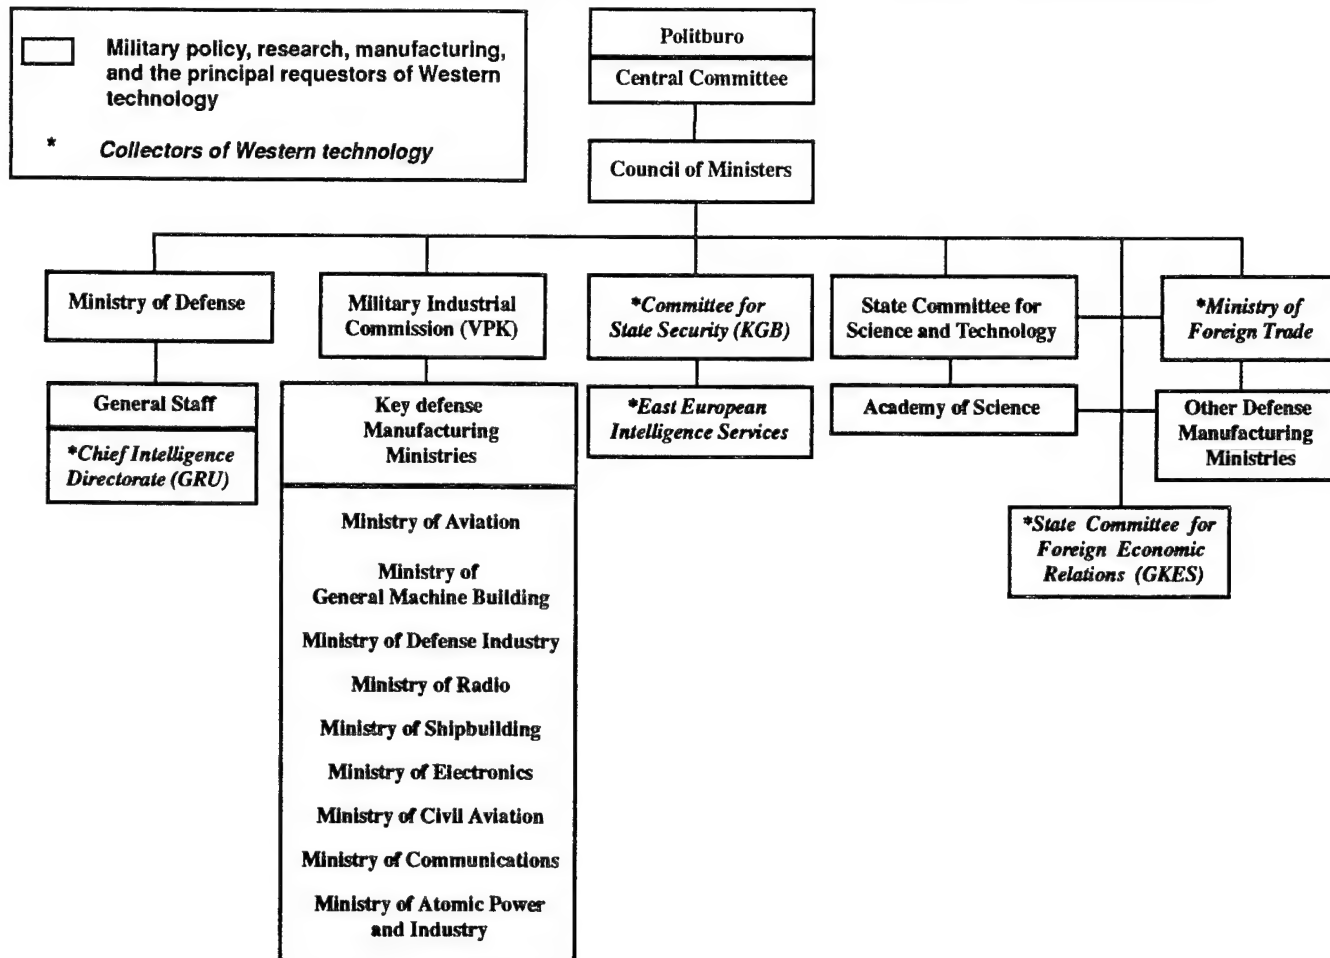 Military policy, research, manufacturing,
and the principal requestors of Western
technology
* Collectors of Western technology
Politburo
Central Committee
Council of Ministers
Ministry of Defense
General Staff
*Chief Intelligence
Directorate (GRU)
Military Industrial
Commission (VPK)
Key defense
Manufacturing
Ministries
Ministry of Aviation
Ministry of
General Machine Building
Ministry of Defense Industry
Ministry of Radio
Ministry of Shipbuilding
Ministry of Electronics
Ministry of Civil Aviation
Ministry of Communications
Ministry of Atomic Power
and Industry
*Committee for
State Security (KGB)
*East European
Intelligence Services
State Committee for
Science and Technology
Academy of Science
*Ministry of
Foreign Trade
Other Defense
Manufacturing
Ministries
*State Committee for
Foreign Economic
Relations (GKES)